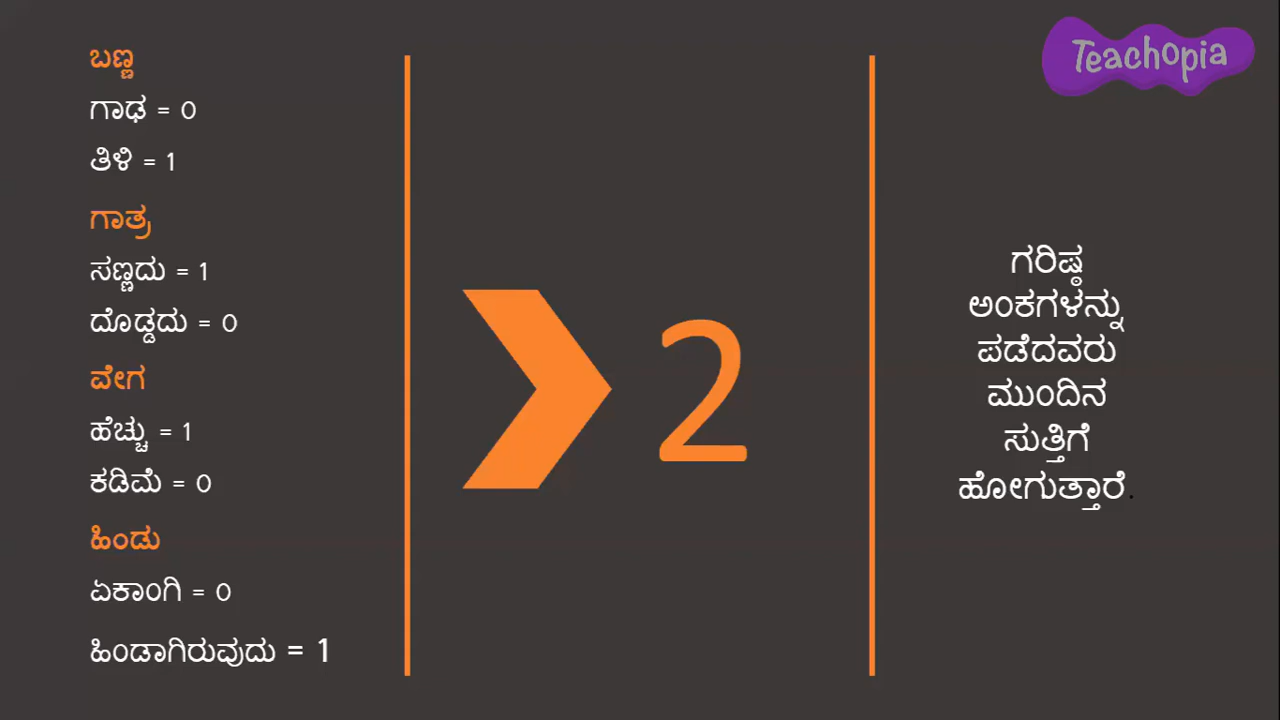 ಬಣ್ಣ
ಗಾಢ = 0
ತಿಳಿ = 1
ಗಾತ್ರ
ಸಣ್ಣದು = 1
ದೊಡ್ಡದು = 0
ವೇಗ
ಹೆಚ್ಚು = 1
ಕಡಿಮೆ = 0
ಹಿಂಡು
ಏಕಾಂಗಿ = 0
ಹಿಂಡಾಗಿರುವುದು = 1
2
Teachopia
ಗರಿಷ್ಠ
ಅಂಕಗಳನ್ನು
ಪಡೆದವರು
ಮುಂದಿನ
ಸುತ್ತಿಗೆ
ಹೋಗುತ್ತಾರೆ.